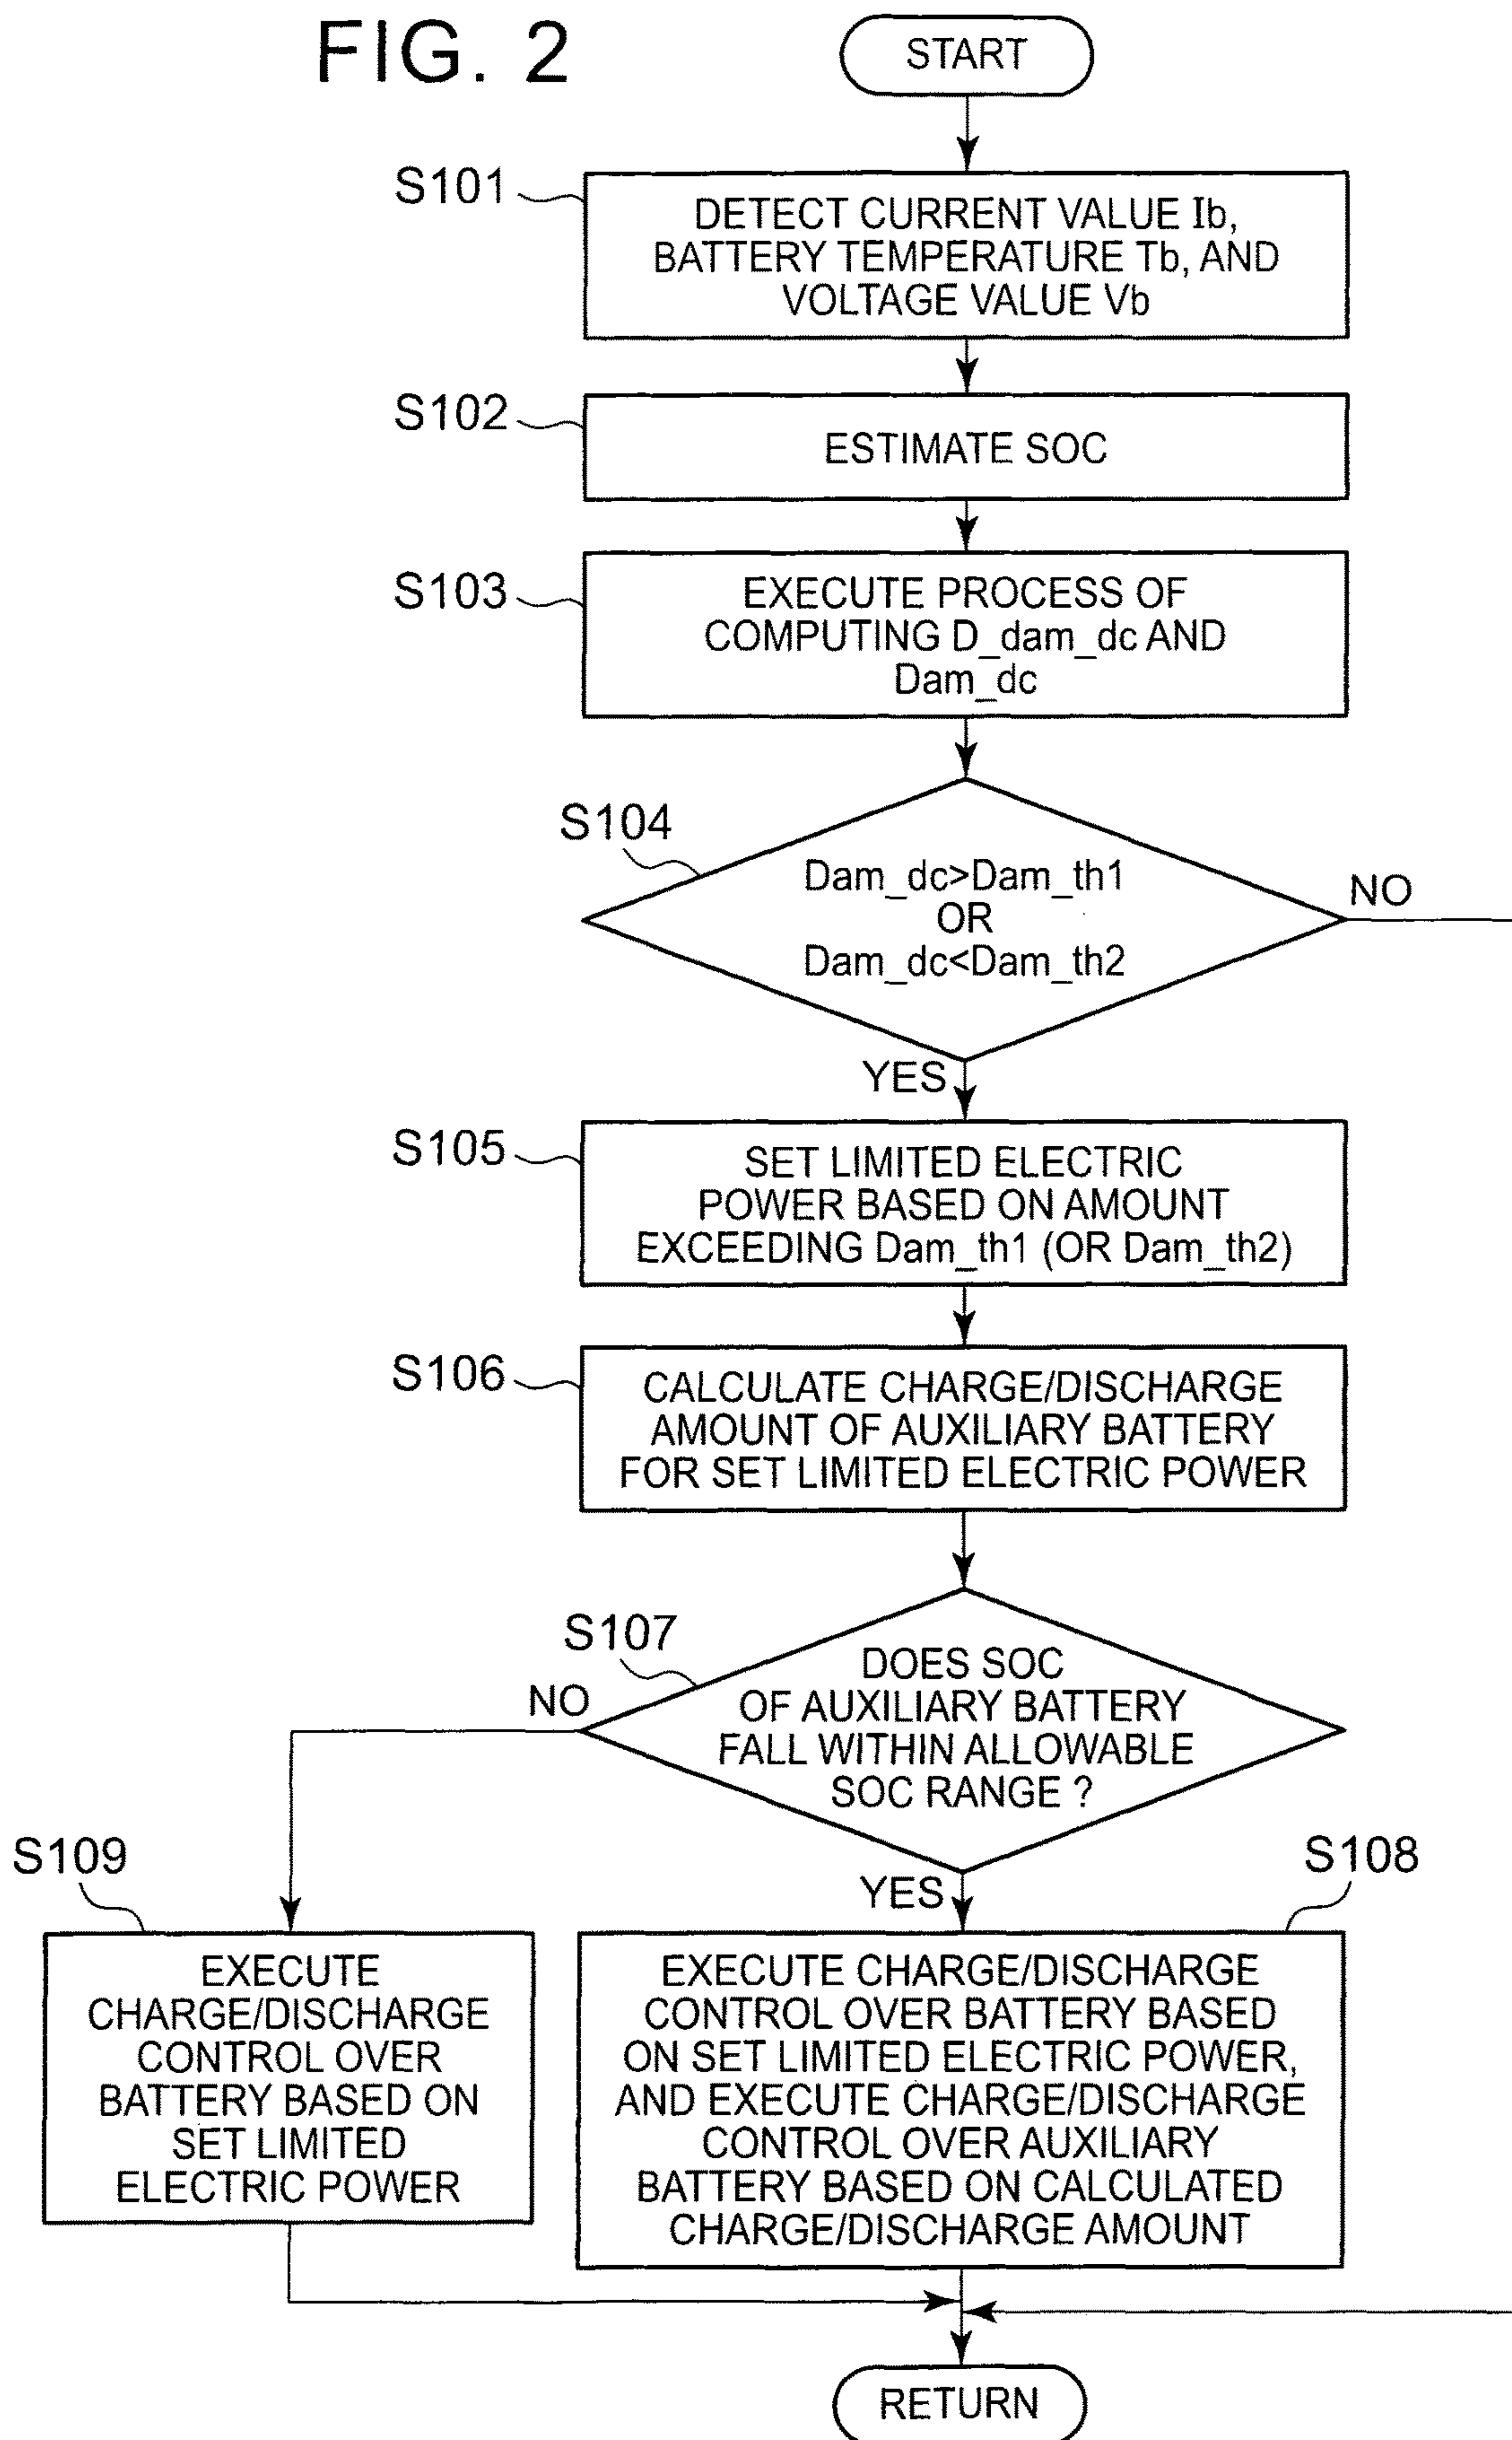 FIG. 2
START
S101
DETECT CURRENT VALUE Ib,
BATTERY TEMPERATURE Tb, AND
VOLTAGE VALUE Vb
S102
ESTIMATE SOC
S103
EXECUTE PROCESS OF
COMPUTING D_dam_dc AND
Dam_dc
S104
Dam_dc>Dam_th1
OR
Dam_dc<Dam_th2
NO
YES
S105
SET LIMITED ELECTRIC
POWER BASED ON AMOUNT
EXCEEDING Dam_th1 (OR Dam_th2)
S106
CALCULATE CHARGE/DISCHARGE
AMOUNT OF AUXILIARY BATTERY
FOR SET LIMITED ELECTRIC POWER
S107
DOES SOC
OF AUXILIARY BATTERY
FALL WITHIN ALLOWABLE
SOC RANGE ?
NO
YES
S109
EXECUTE
CHARGE/DISCHARGE
CONTROL OVER
BATTERY BASED ON
SET LIMITED
ELECTRIC POWER
S108
EXECUTE CHARGE/DISCHARGE
CONTROL OVER BATTERY BASED
ON SET LIMITED ELECTRIC POWER,
AND EXECUTE CHARGE/DISCHARGE
CONTROL OVER AUXILIARY
BATTERY BASED ON CALCULATED
CHARGE/DISCHARGE AMOUNT
RETURN